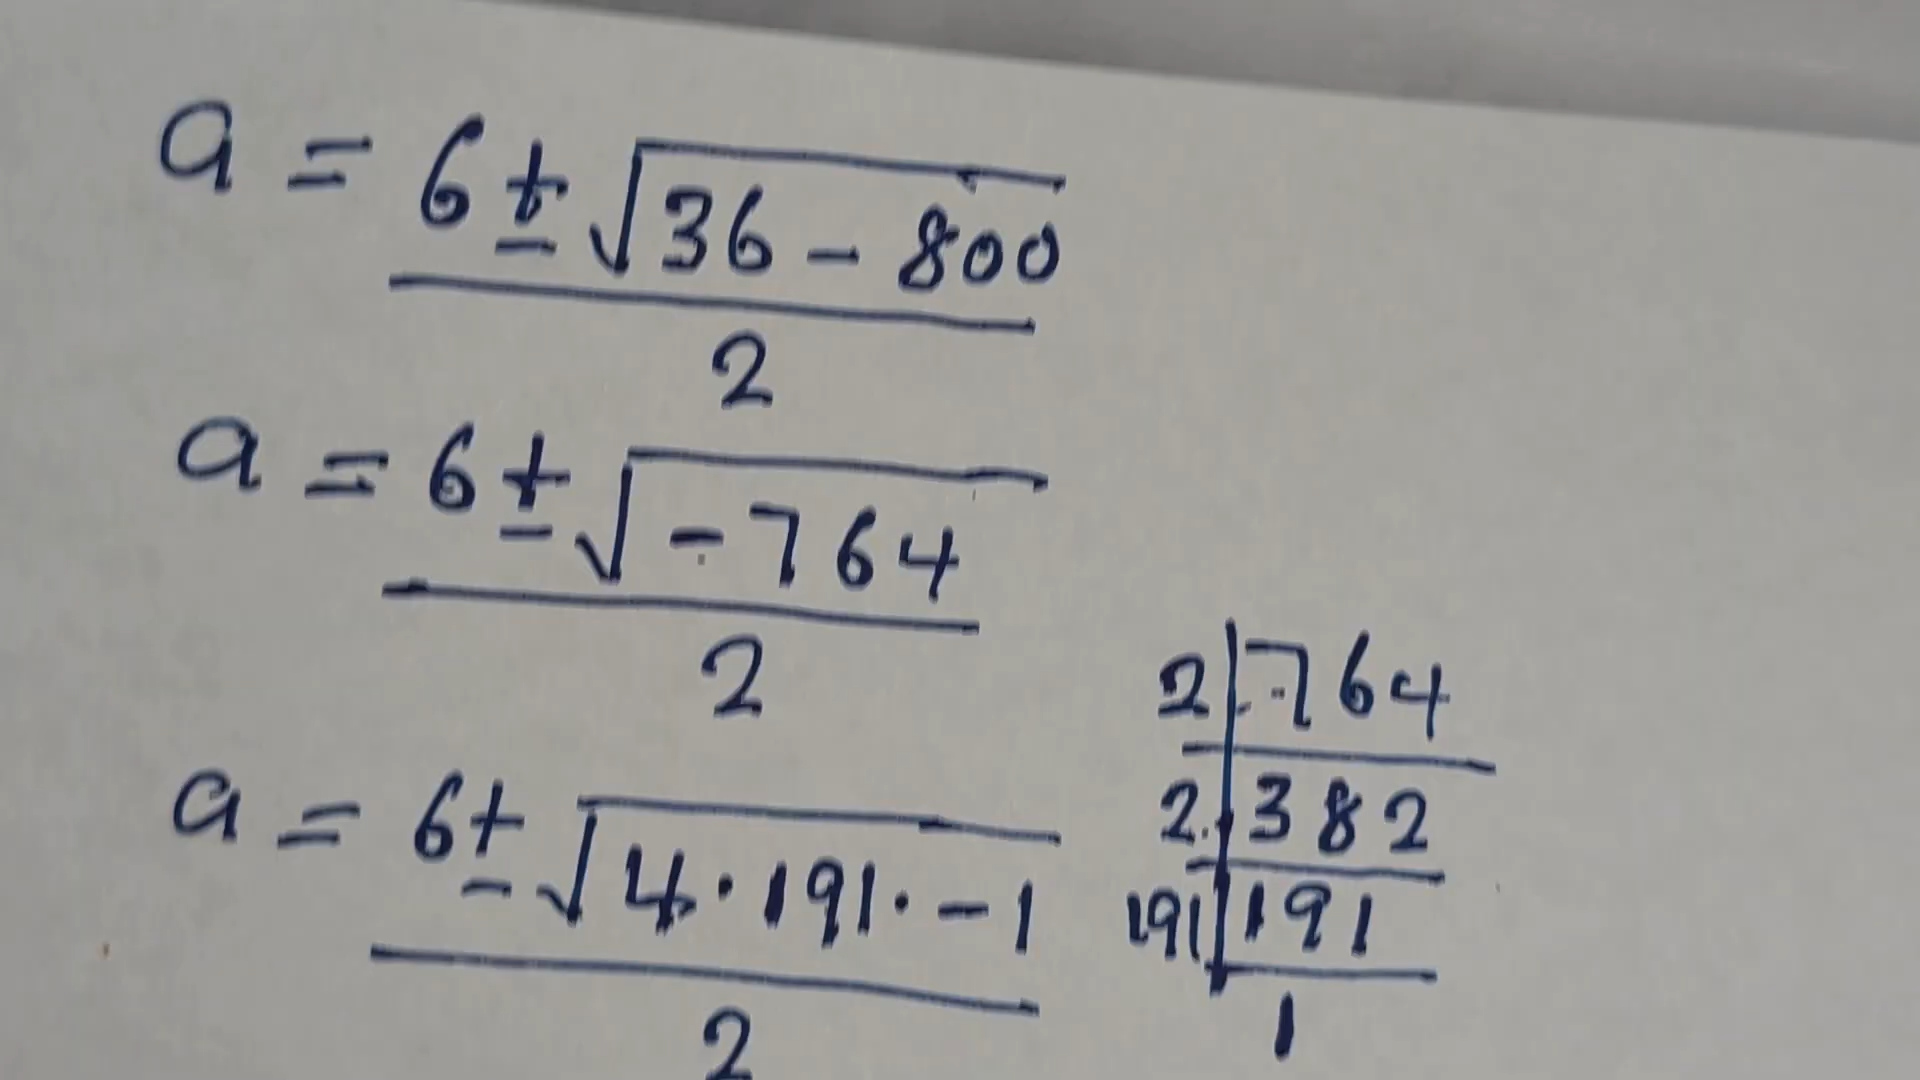 a = 6 ± √36 - 800
2
a = 6 ± √-764
2
a = 6 ± √4·191·-1
2
2 764
2 382
191 191
1